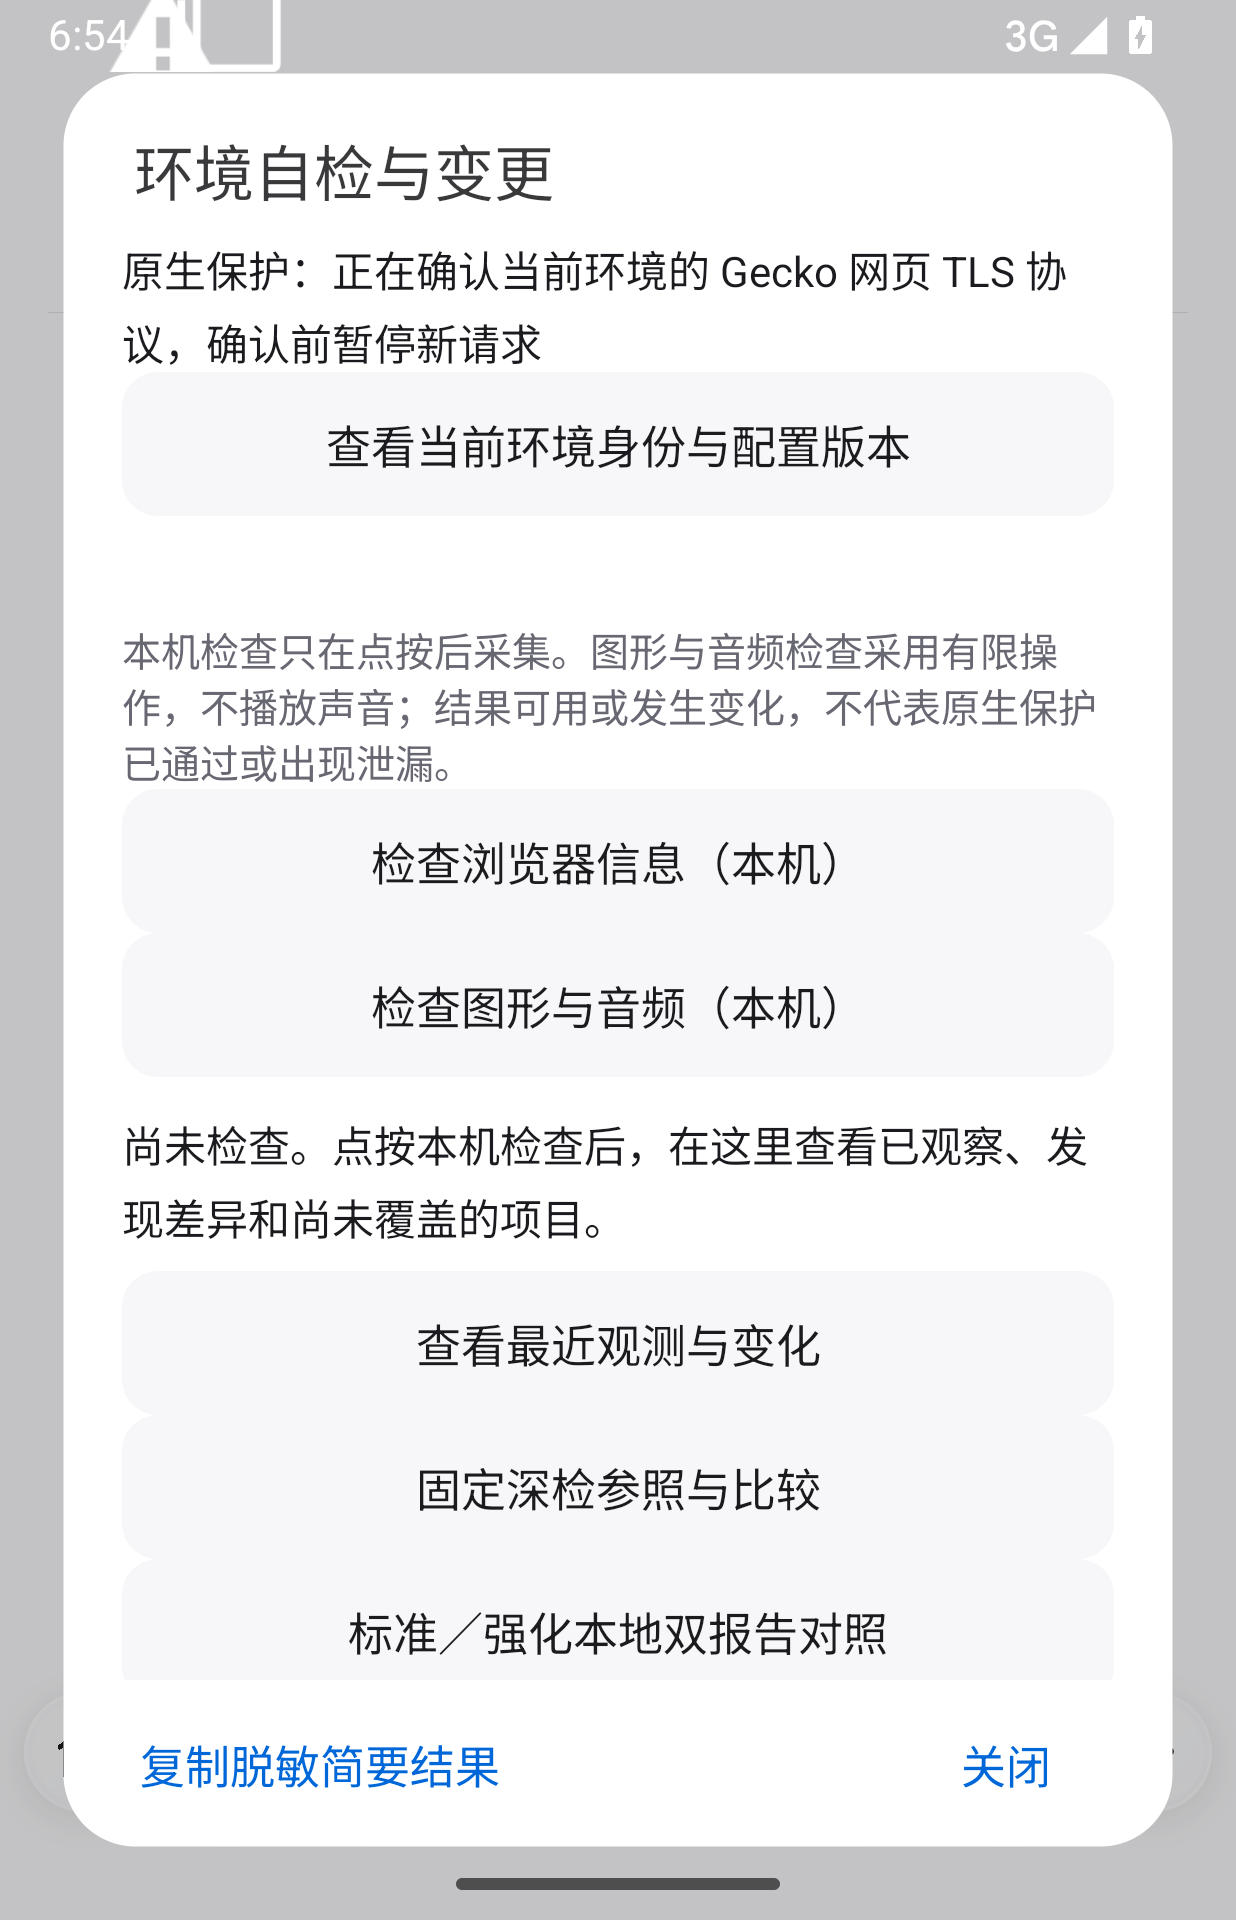 6:54
3G
环境自检与变更
原生保护：正在确认当前环境的 Gecko 网页 TLS 协
议，确认前暂停新请求
查看当前环境身份与配置版本
本机检查只在点按后采集。图形与音频检查采用有限操
作，不播放声音；结果可用或发生变化，不代表原生保护
已通过或出现泄漏。
检查浏览器信息（本机）
检查图形与音频（本机）
尚未检查。点按本机检查后，在这里查看已观察、发
现差异和尚未覆盖的项目。
查看最近观测与变化
固定深检参照与比较
标准／强化本地双报告对照
复制脱敏简要结果
关闭